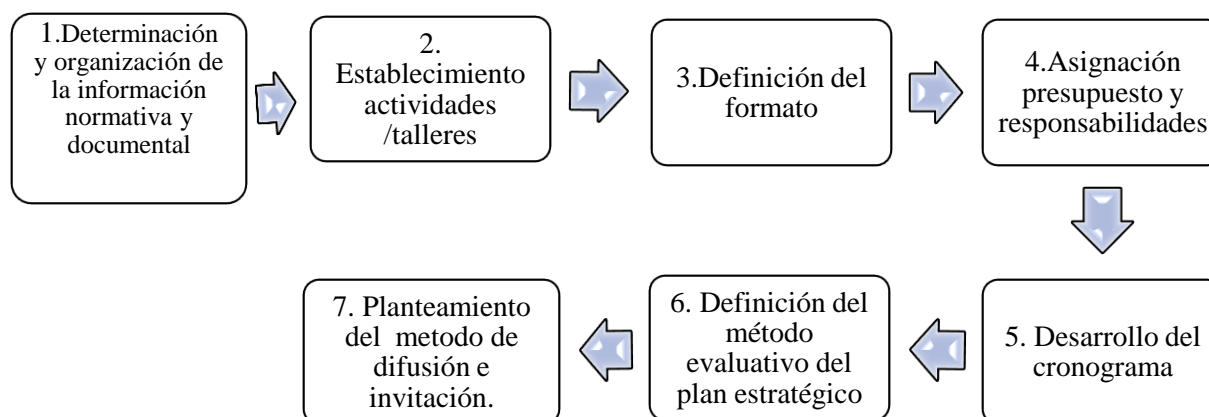 1.Determinación
y organización de
la información
normativa y
documental
2.
Establecimiento
actividades
/talleres
3.Definición del
formato
4.Asignación
presupuesto y
responsabilidades
5. Desarrollo del
cronograma
6. Definición del
método
evaluativo del
plan estratégico
7. Planteamiento
del metodo de
difusión e
invitación.